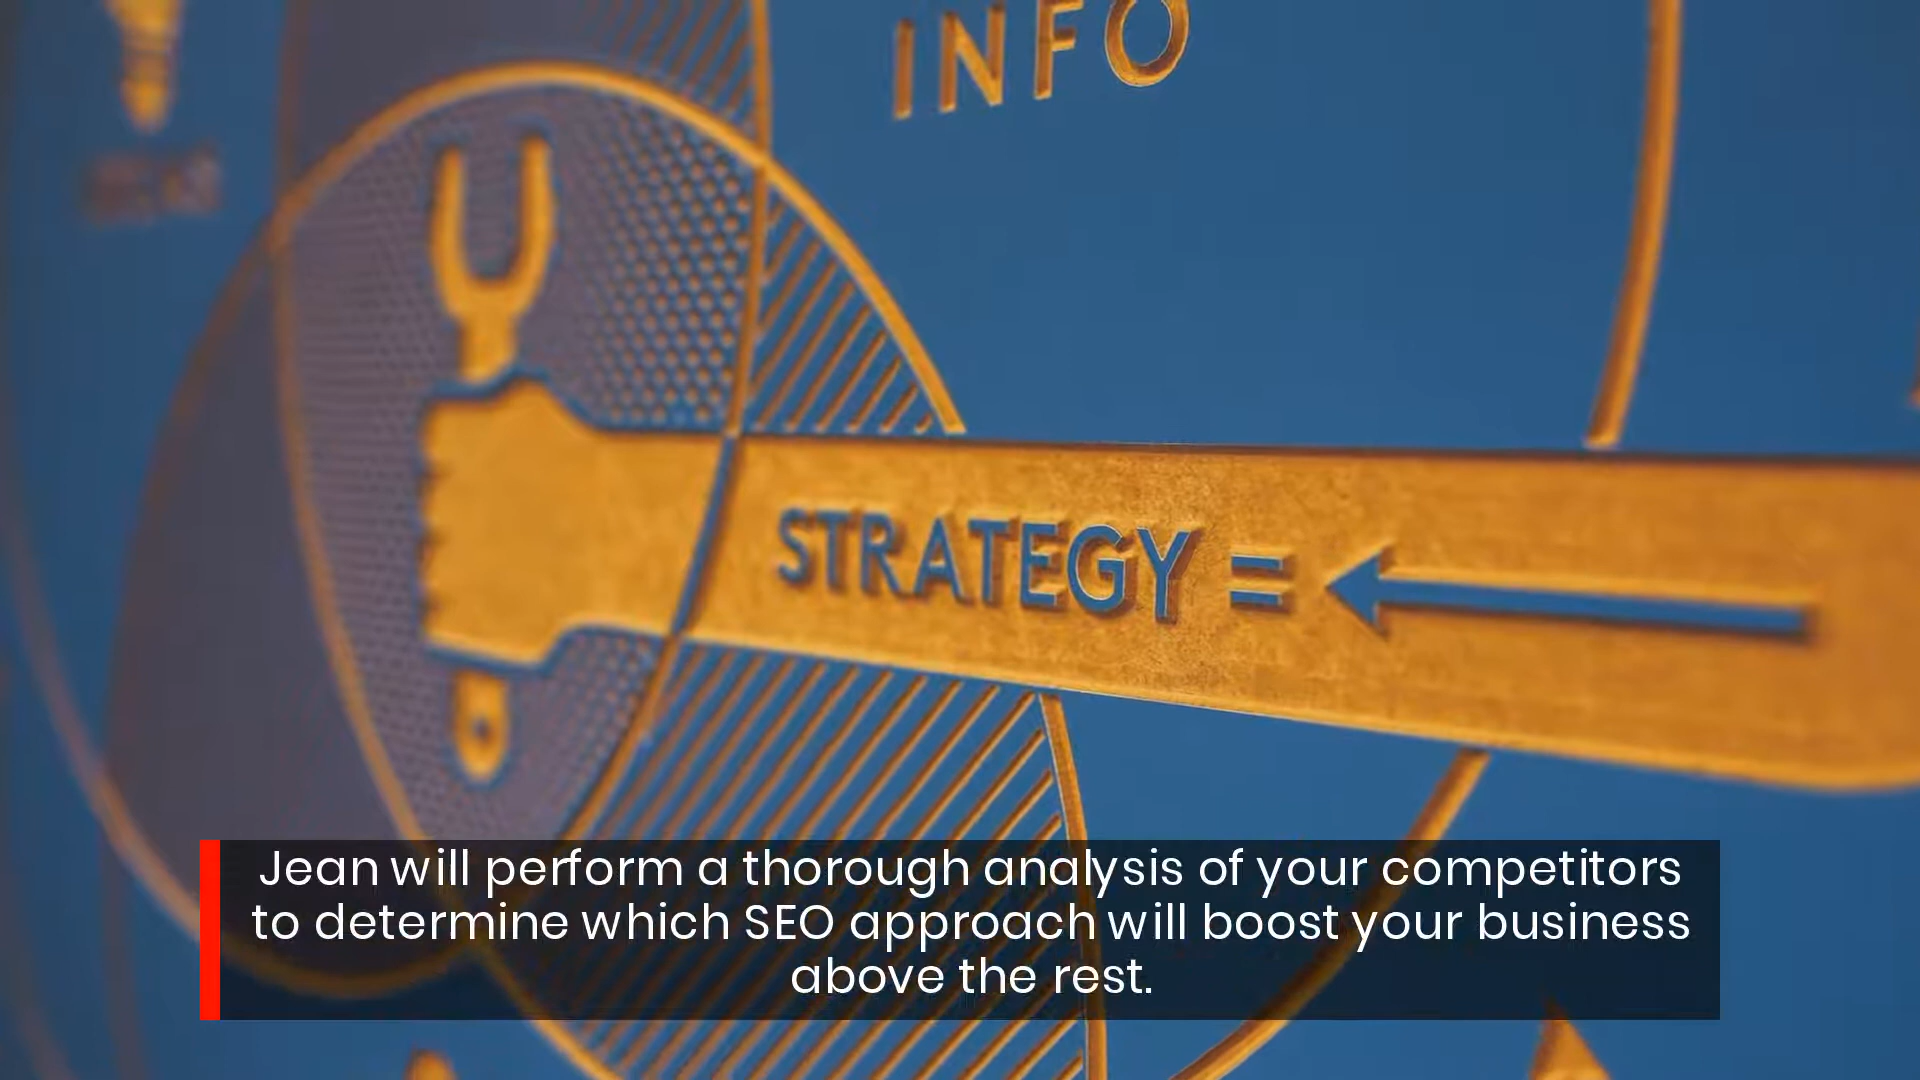 INFO
STRATEGY =
Jean will perform a thorough analysis of your competitors
to determine which SEO approach will boost your business
above the rest.